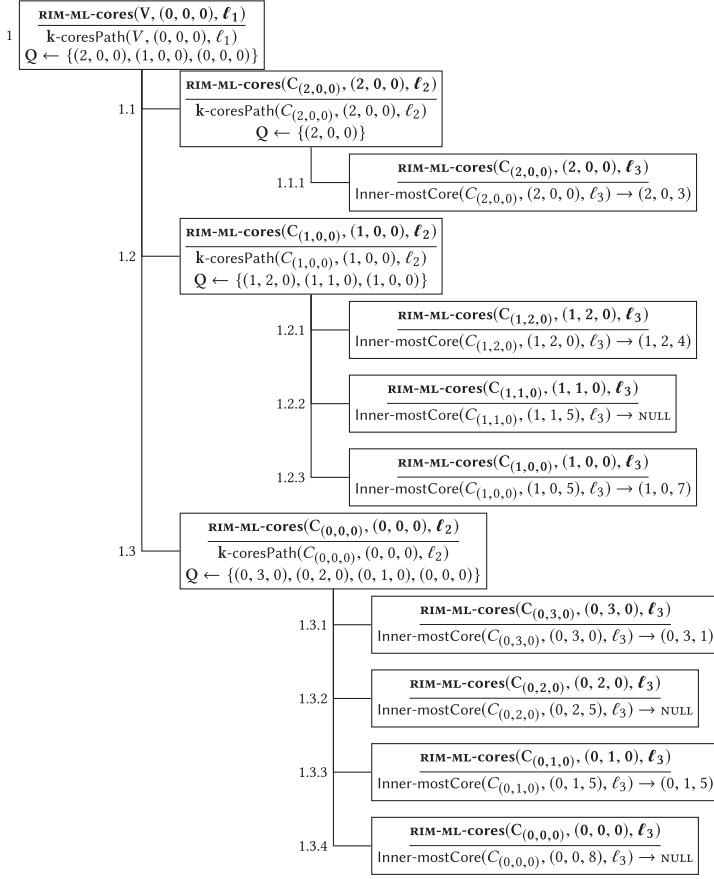 1
RIM-ML-CORES(V, (0, 0, 0), ℓ₁)
k-coresPath(V, (0, 0, 0), ℓ₁)
Q ← {(2, 0, 0), (1, 0, 0), (0, 0, 0)}
1.1
RIM-ML-CORES(C₍₂,₀,₀₎, (2, 0, 0), ℓ₂)
k-coresPath(C₍₂,₀,₀₎, (2, 0, 0), ℓ₂)
Q ← {(2, 0, 0)}
1.1.1
RIM-ML-CORES(C₍₂,₀,₀₎, (2, 0, 0), ℓ₃)
Inner-mostCore(C₍₂,₀,₀₎, (2, 0, 0), ℓ₃) → (2, 0, 3)
1.2
RIM-ML-CORES(C₍₁,₀,₀₎, (1, 0, 0), ℓ₂)
k-coresPath(C₍₁,₀,₀₎, (1, 0, 0), ℓ₂)
Q ← {(1, 2, 0), (1, 1, 0), (1, 0, 0)}
1.2.1
RIM-ML-CORES(C₍₁,₂,₀₎, (1, 2, 0), ℓ₃)
Inner-mostCore(C₍₁,₂,₀₎, (1, 2, 0), ℓ₃) → (1, 2, 4)
1.2.2
RIM-ML-CORES(C₍₁,₁,₀₎, (1, 1, 0), ℓ₃)
Inner-mostCore(C₍₁,₁,₀₎, (1, 1, 5), ℓ₃) → NULL
1.2.3
RIM-ML-CORES(C₍₁,₀,₀₎, (1, 0, 0), ℓ₃)
Inner-mostCore(C₍₁,₀,₀₎, (1, 0, 5), ℓ₃) → (1, 0, 7)
1.3
RIM-ML-CORES(C₍₀,₀,₀₎, (0, 0, 0), ℓ₂)
k-coresPath(C₍₀,₀,₀₎, (0, 0, 0), ℓ₂)
Q ← {(0, 3, 0), (0, 2, 0), (0, 1, 0), (0, 0, 0)}
1.3.1
RIM-ML-CORES(C₍₀,₃,₀₎, (0, 3, 0), ℓ₃)
Inner-mostCore(C₍₀,₃,₀₎, (0, 3, 0), ℓ₃) → (0, 3, 1)
1.3.2
RIM-ML-CORES(C₍₀,₂,₀₎, (0, 2, 0), ℓ₃)
Inner-mostCore(C₍₀,₂,₀₎, (0, 2, 5), ℓ₃) → NULL
1.3.3
RIM-ML-CORES(C₍₀,₁,₀₎, (0, 1, 0), ℓ₃)
Inner-mostCore(C₍₀,₁,₀₎, (0, 1, 5), ℓ₃) → (0, 1, 5)
1.3.4
RIM-ML-CORES(C₍₀,₀,₀₎, (0, 0, 0), ℓ₃)
Inner-mostCore(C₍₀,₀,₀₎, (0, 0, 8), ℓ₃) → NULL